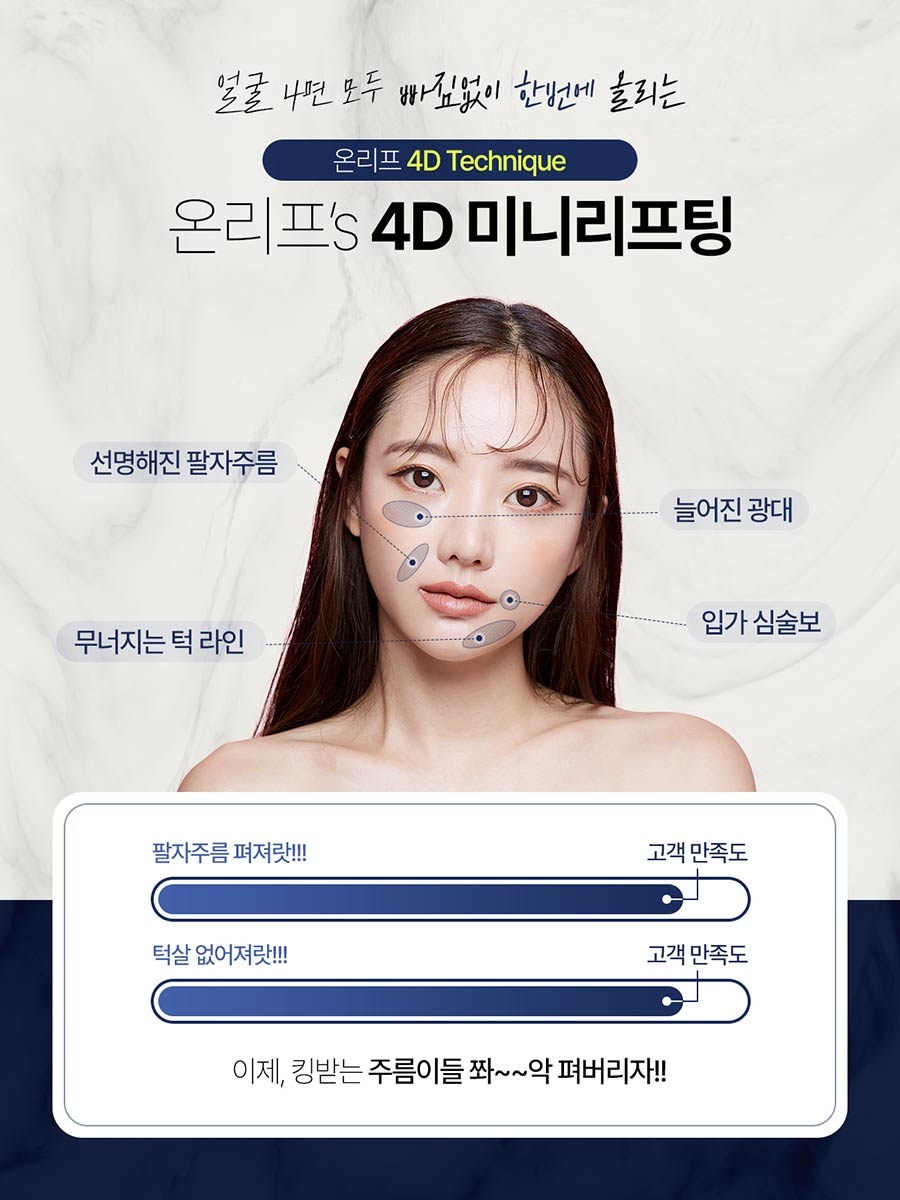 얼굴 4면 모두 빠짐없이 한번에 올리는
온리프 4D Technique
온리프's 4D 미니리프팅
선명해진 팔자주름
늘어진 광대
입가 심술보
무너지는 턱 라인
팔자주름 펴져랏!!! 고객 만족도
턱살 없어져랏!!! 고객 만족도
이제, 킹받는 주름이들 쫘~~악 펴버리자!!